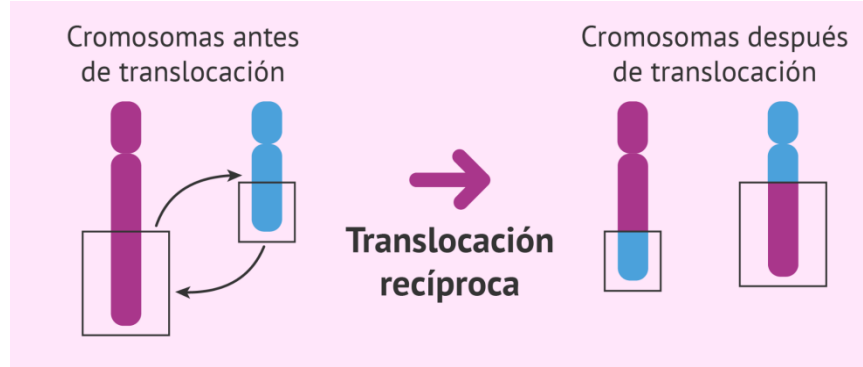 Cromosomas antes
de translocación
Cromosomas después
de translocación
Translocación
recíproca